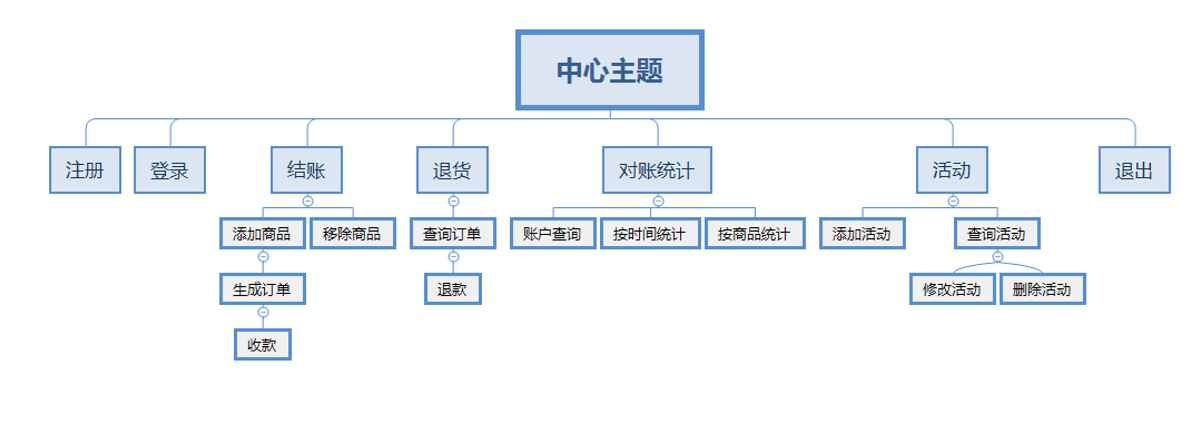 中心主题
注册
登录
结账
退货
对账统计
活动
退出
添加商品
移除商品
查询订单
账户查询
按时间统计
按商品统计
添加活动
查询活动
生成订单
退款
修改活动
删除活动
收款